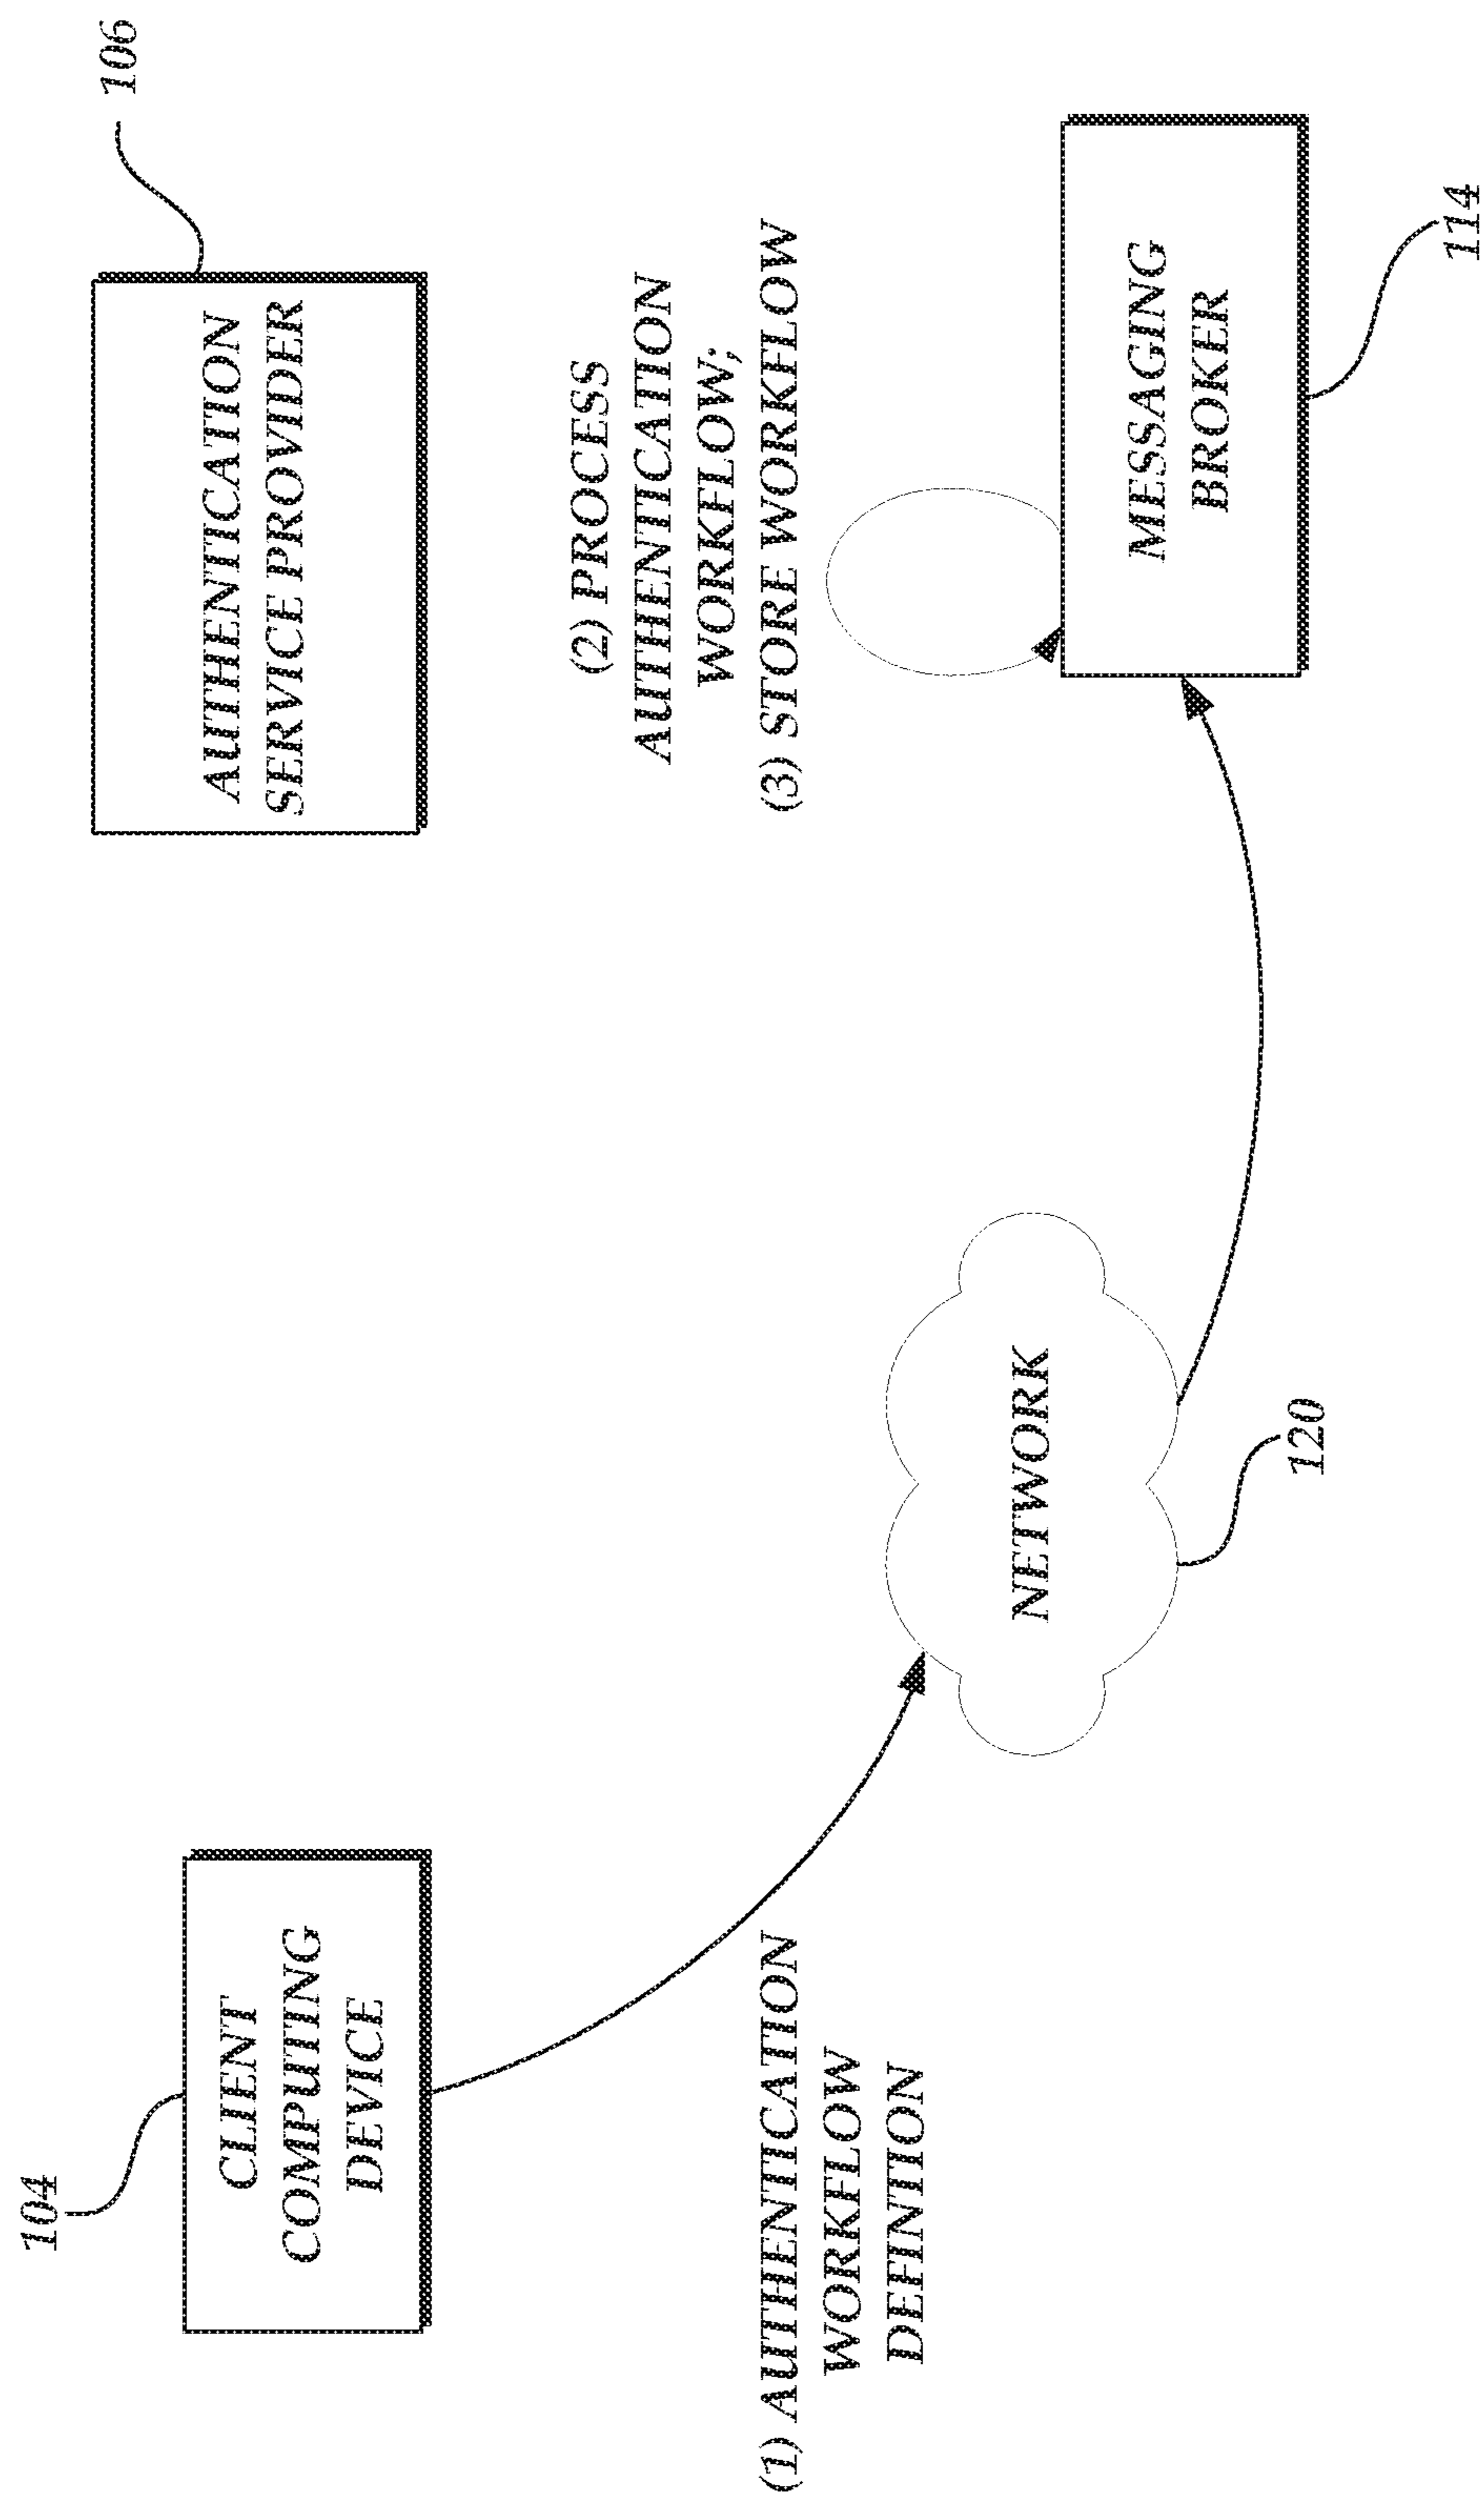 104
CLIENT
COMPUTING
DEVICE
(1) AUTHENTICATION
WORKFLOW
DEFINITION
NETWORK
120
AUTHENTICATION
SERVICE PROVIDER
106
(2) PROCESS
AUTHENTICATION
WORKFLOW;
(3) STORE WORKFLOW
MESSAGING
BROKER
114